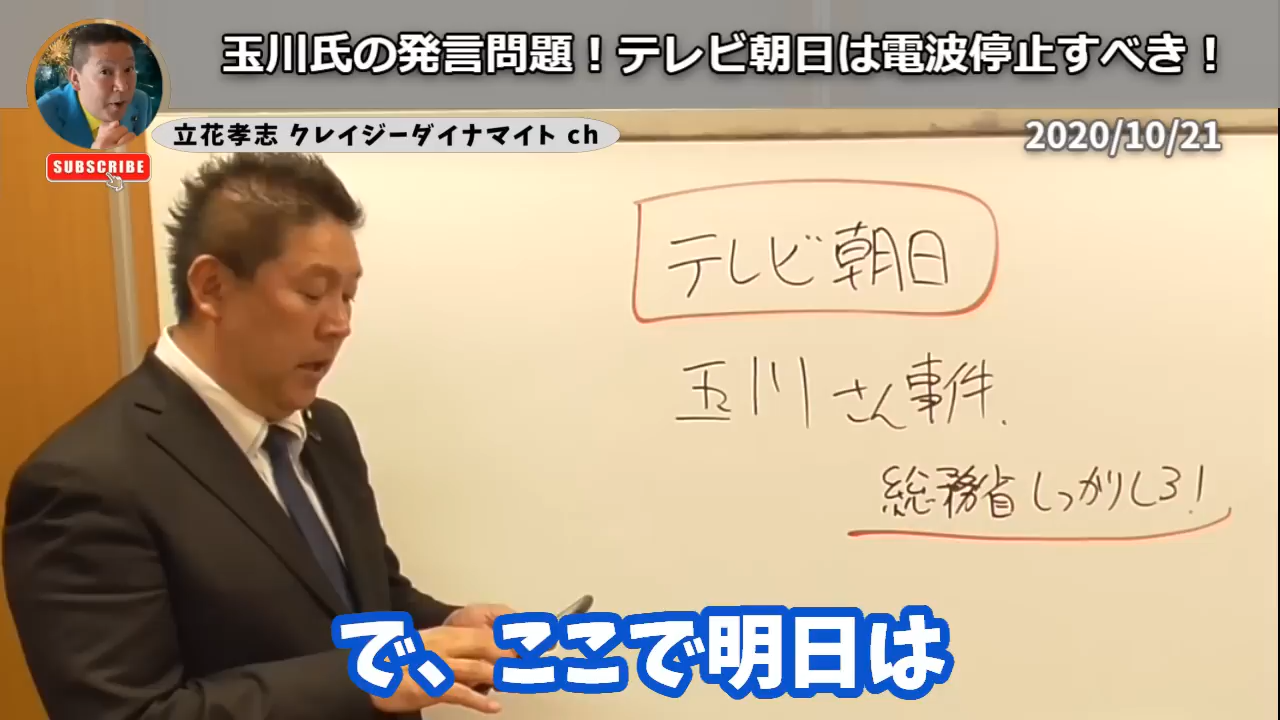 玉川氏の発言問題！テレビ朝日は電波停止すべき！
立花孝志 クレイジーダイナマイト ch
2020/10/21
SUBSCRIBE
テレビ朝日
玉川さん事件、
総務省しっかりしろ！
で、ここで明日は